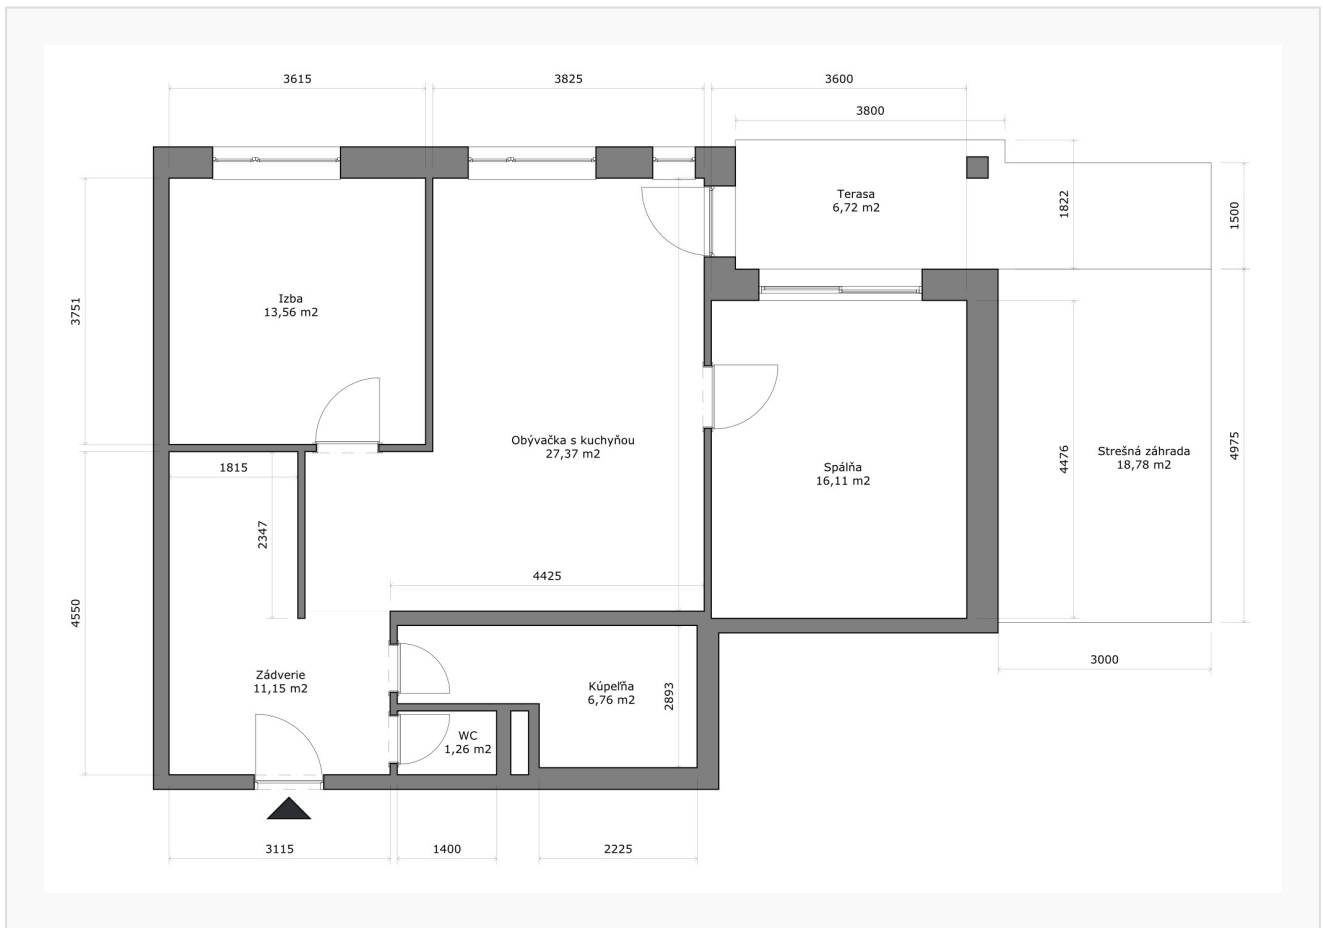 3615
3825
3600
3800
Terasa
6,72 m2
1822
1500
3751
Izba
13,56 m2
Obývačka s kuchyňou
27,37 m2
1815
2347
Spálňa
16,11 m2
4476
Strešná záhrada
18,78 m2
4975
4425
4550
Zádverie
11,15 m2
Kúpeľňa
6,76 m2
2893
3000
WC
1,26 m2
3115
1400
2225